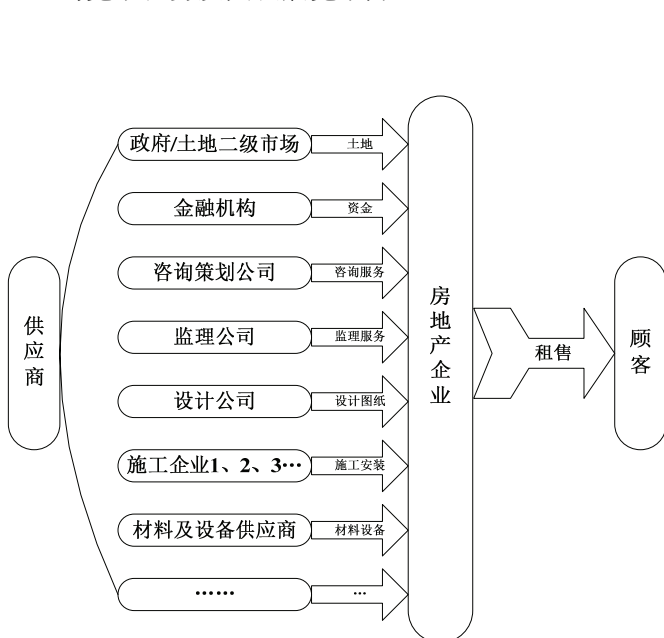 供应商
政府/土地二级市场
土地
金融机构
资金
咨询策划公司
咨询服务
监理公司
监理服务
设计公司
设计图纸
施工企业1、2、3…
施工安装
材料及设备供应商
材料设备
……
…
房地产企业
租售
顾客